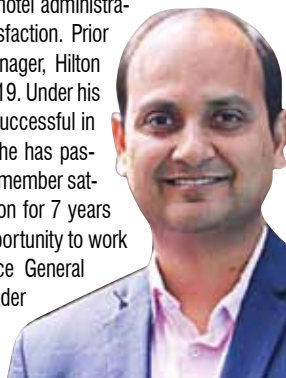 hotel administra-
sfaction. Prior
nager, Hilton
19. Under his
uccessful in
he has pas-
member sat-
on for 7 years
portunity to work
ce General
ader